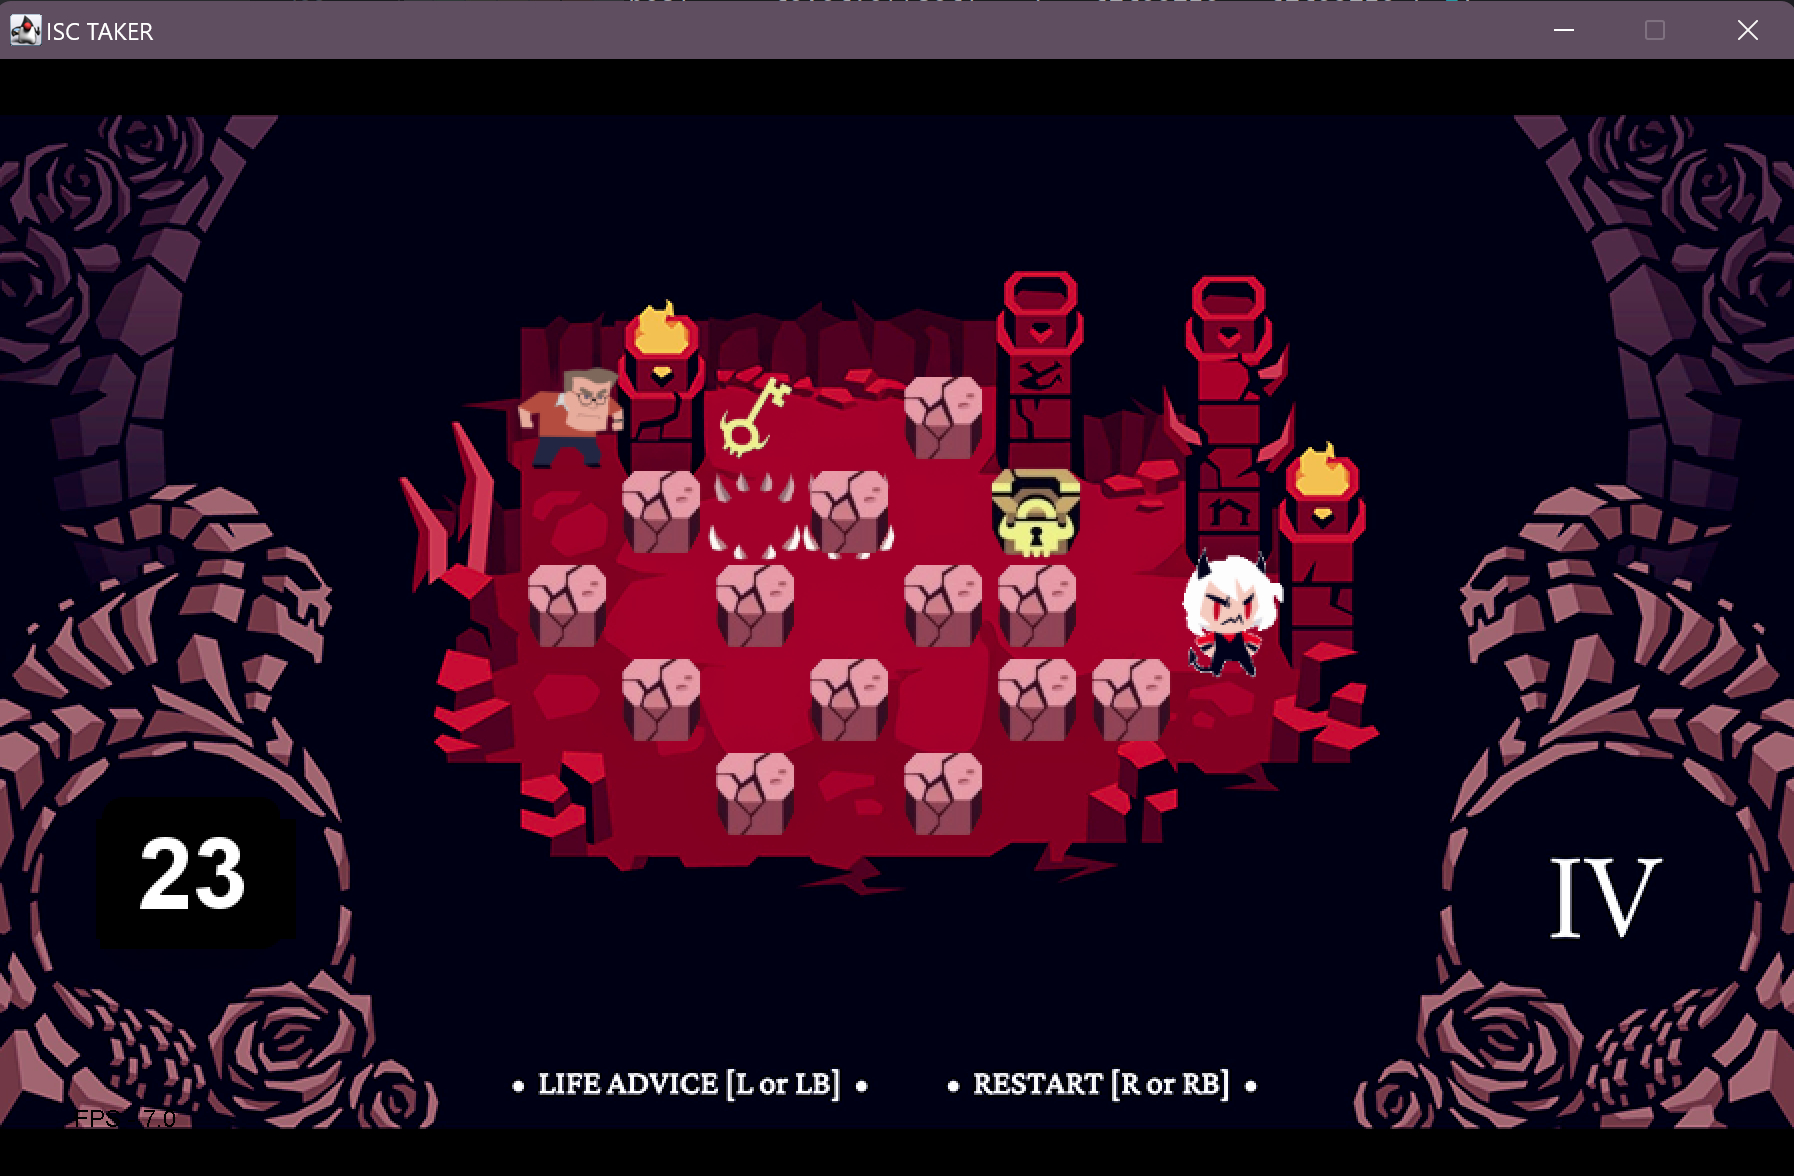 ISC TAKER
23
IV
• LIFE ADVICE [L or LB] • • RESTART [R or RB] •